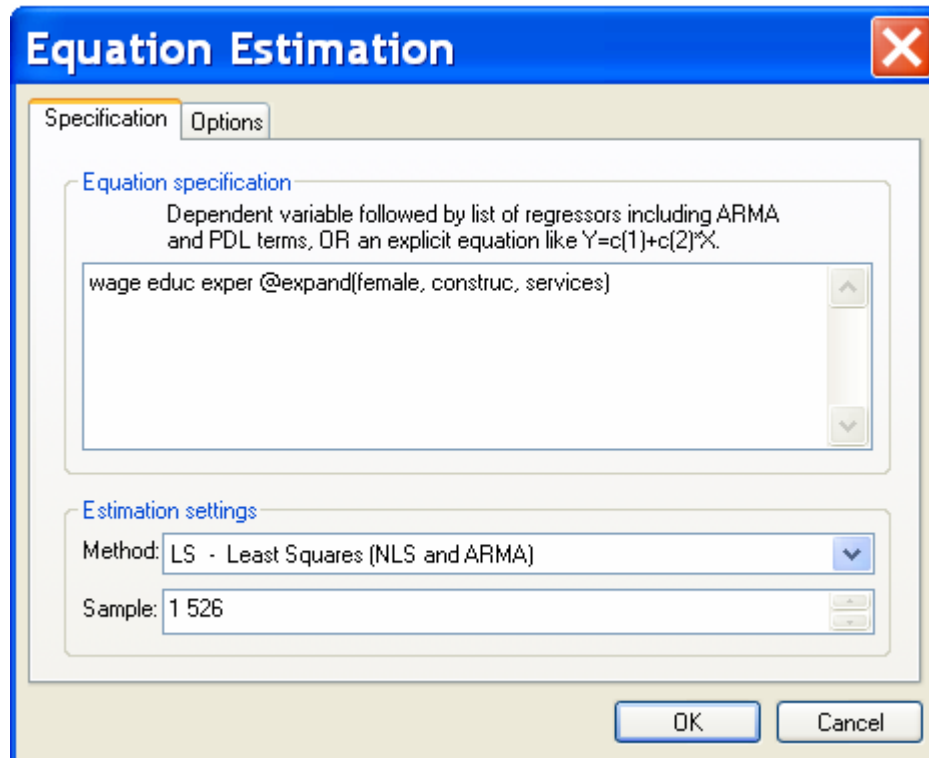 Equation Estimation
Specification Options
Equation specification
Dependent variable followed by list of regressors including ARMA
and PDL terms, OR an explicit equation like Y=c(1)+c(2)*X.
wage educ exper @expand(female, construc, services)
Estimation settings
Method: LS - Least Squares (NLS and ARMA)
Sample: 1 526
OK Cancel